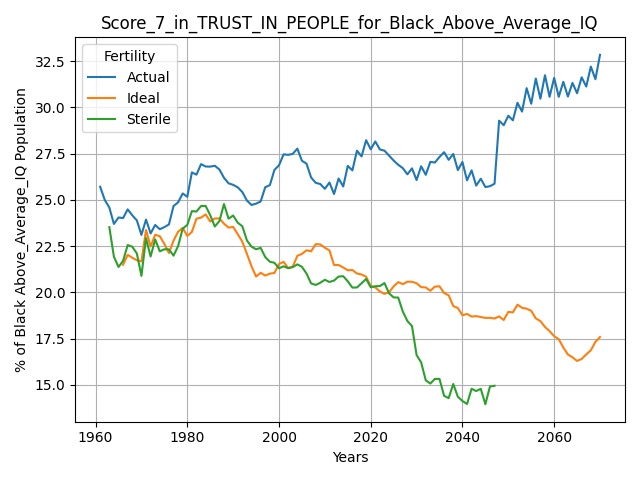 Score_7_in_TRUST_IN_PEOPLE_for_Black_Above_Average_IQ
Fertility
Actual
Ideal
Sterile
% of Black Above_Average_IQ Population
32.5
30.0
27.5
25.0
22.5
20.0
17.5
15.0
1960 1980 2000 2020 2040 2060
Years